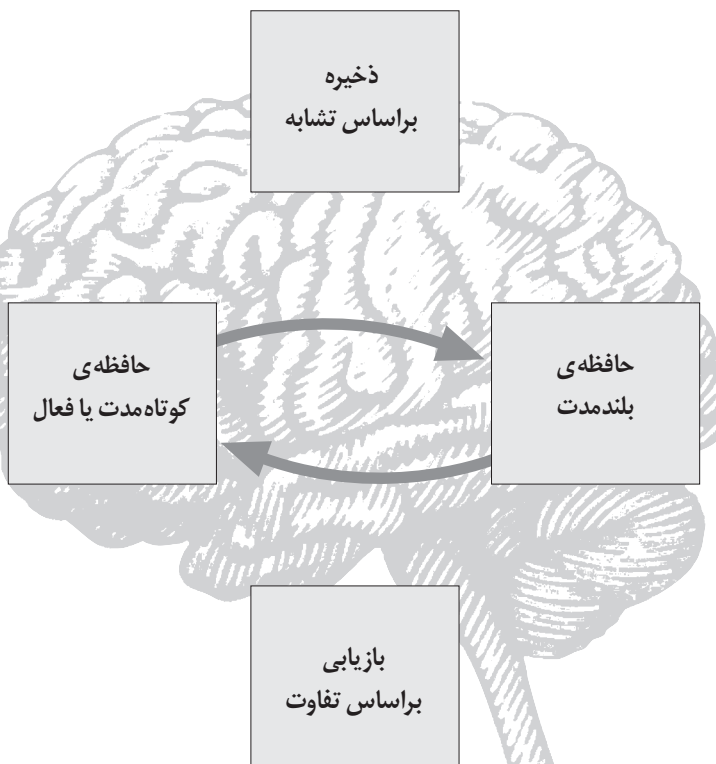 ذخیره
براساس تشابه
حافظه‌ی
بلندمدت
حافظه‌ی
کوتاه‌مدت یا فعال
بازیابی
براساس تفاوت